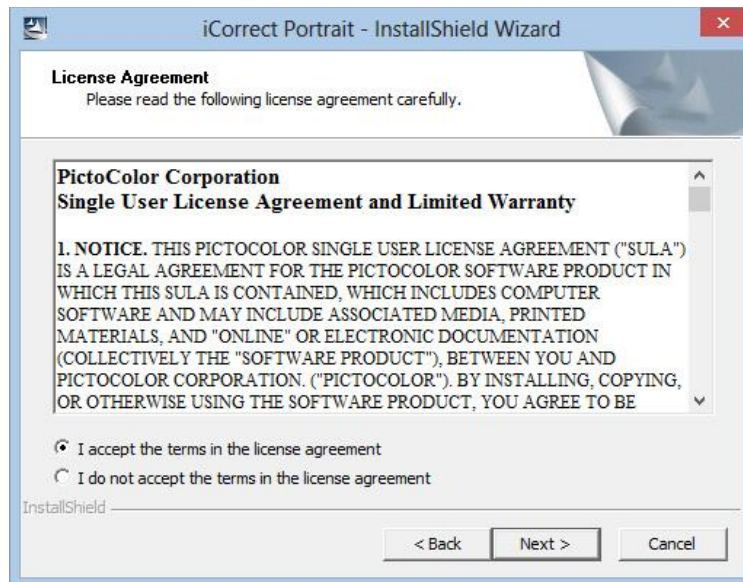 iCorrect Portrait - InstallShield Wizard
License Agreement
Please read the following license agreement carefully.
PictoColor Corporation
Single User License Agreement and Limited Warranty
1. NOTICE. THIS PICTOCOLOR SINGLE USER LICENSE AGREEMENT ("SULA")
IS A LEGAL AGREEMENT FOR THE PICTOCOLOR SOFTWARE PRODUCT IN
WHICH THIS SULA IS CONTAINED, WHICH INCLUDES COMPUTER
SOFTWARE AND MAY INCLUDE ASSOCIATED MEDIA, PRINTED
MATERIALS, AND "ONLINE" OR ELECTRONIC DOCUMENTATION
(COLLECTIVELY THE "SOFTWARE PRODUCT"), BETWEEN YOU AND
PICTOCOLOR CORPORATION. ("PICTOCOLOR"). BY INSTALLING, COPYING,
OR OTHERWISE USING THE SOFTWARE PRODUCT, YOU AGREE TO BE
I accept the terms in the license agreement
I do not accept the terms in the license agreement
InstallShield
< Back Next > Cancel